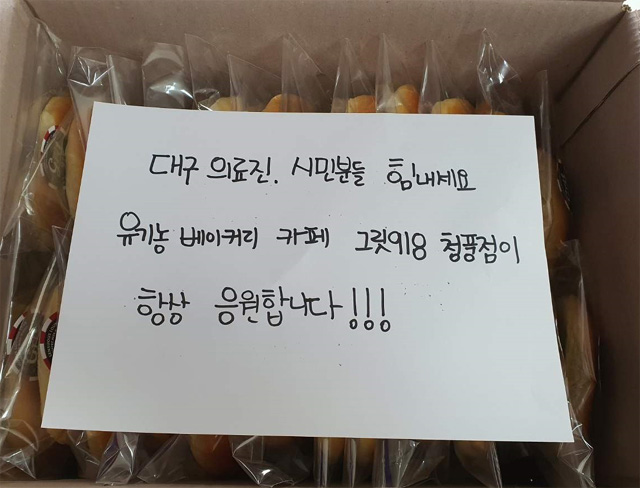 대구 의료진. 시민분들 힘내세요
유기농 베이커리 카페 그릿918 청풍점이
항상 응원합니다!!!